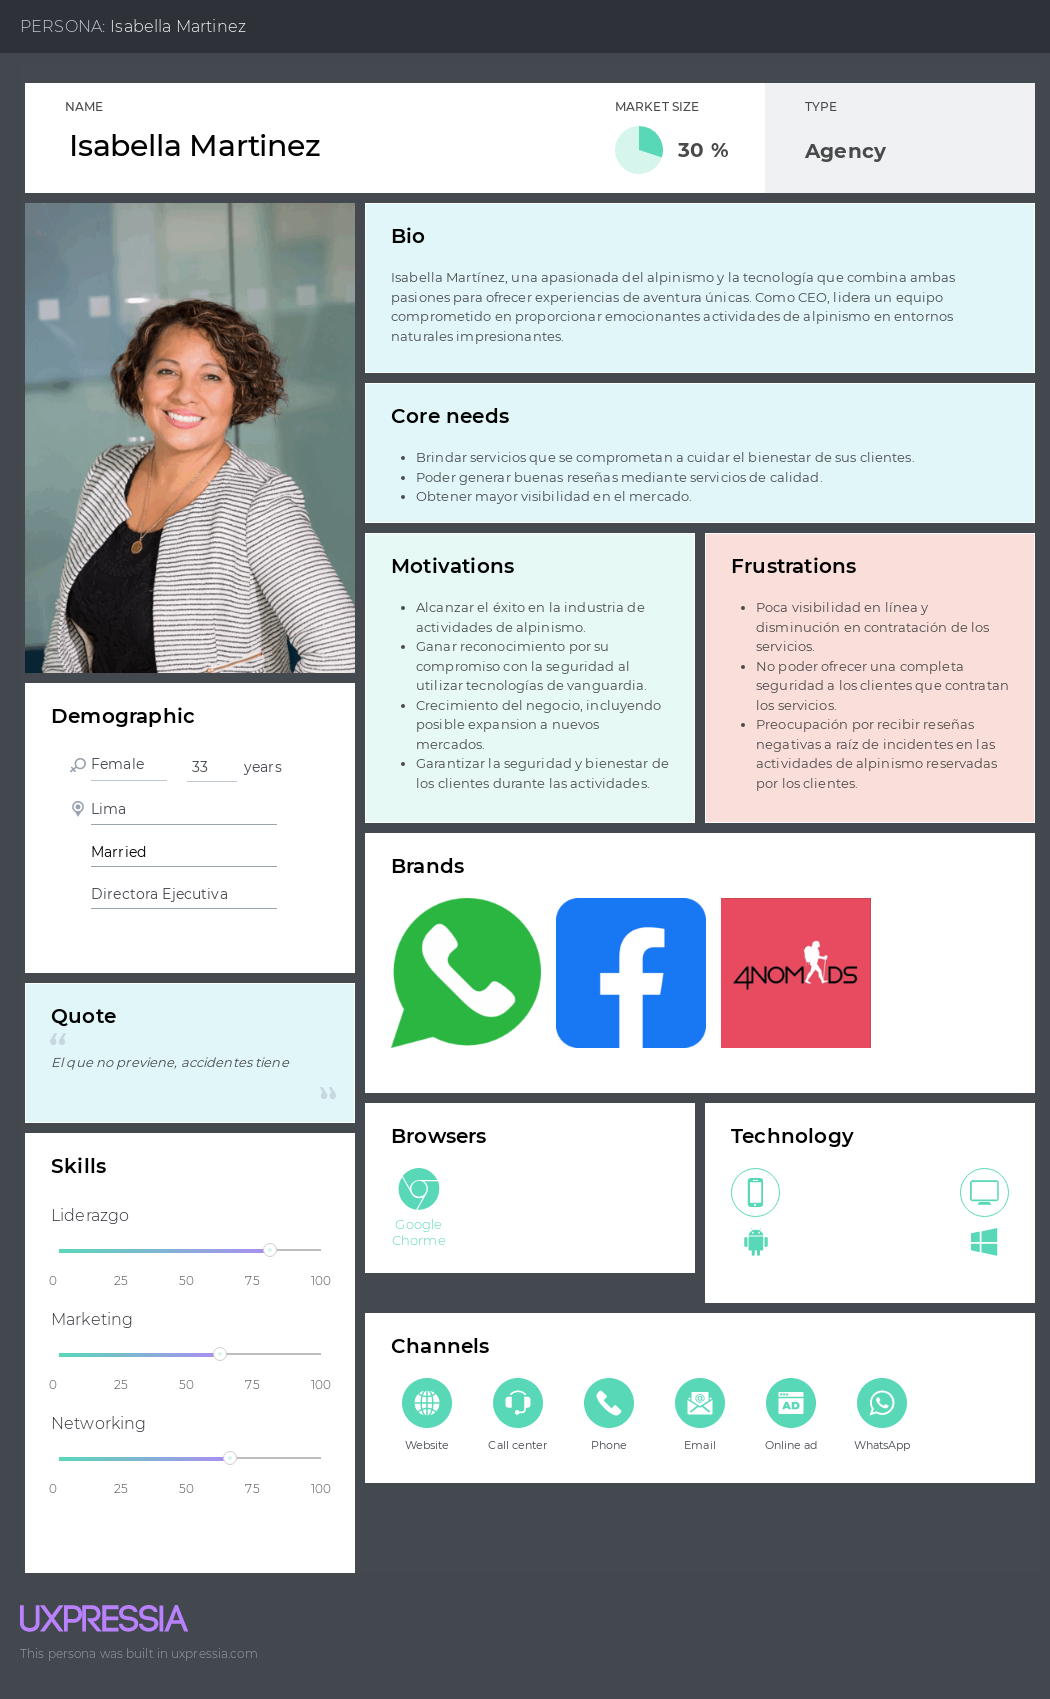 PERSONA: Isabella Martinez
NAME
Isabella Martinez
MARKET SIZE
30 %
TYPE
Agency
Bio
Isabella Martínez, una apasionada del alpinismo y la tecnología que combina ambas
pasiones para ofrecer experiencias de aventura únicas. Como CEO, lidera un equipo
comprometido en proporcionar emocionantes actividades de alpinismo en entornos
naturales impresionantes.
Core needs
• Brindar servicios que se comprometan a cuidar el bienestar de sus clientes.
• Poder generar buenas reseñas mediante servicios de calidad.
• Obtener mayor visibilidad en el mercado.
Motivations
• Alcanzar el éxito en la industria de
actividades de alpinismo.
• Ganar reconocimiento por su
compromiso con la seguridad al
utilizar tecnologías de vanguardia.
• Crecimiento del negocio, incluyendo
posible expansion a nuevos
mercados.
• Garantizar la seguridad y bienestar de
los clientes durante las actividades.
Frustrations
• Poca visibilidad en línea y
disminución en contratación de los
servicios.
• No poder ofrecer una completa
seguridad a los clientes que contratan
los servicios.
• Preocupación por recibir reseñas
negativas a raíz de incidentes en las
actividades de alpinismo reservadas
por los clientes.
Demographic
Female 33 years
Lima
Married
Directora Ejecutiva
Quote
“
El que no previene, accidentes tiene
”
Skills
Liderazgo
0 25 50 75 100
Marketing
0 25 50 75 100
Networking
0 25 50 75 100
Brands
4NOMADS
Browsers
Google
Chorme
Technology
Channels
@
AD
Website Call center Phone Email Online ad WhatsApp
UXPRESSIA
This persona was built in uxpressia.com